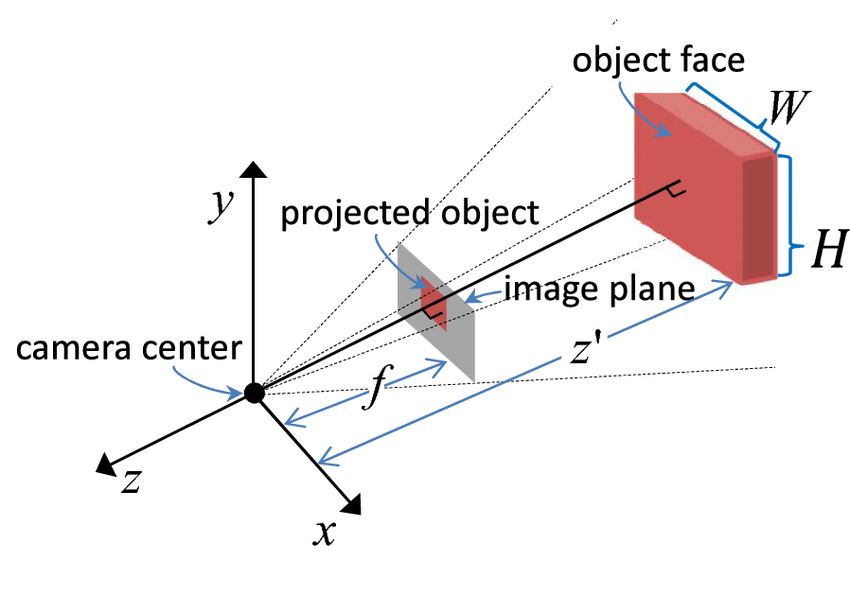 object face
W
y
projected object
H
image plane
camera center
z'
f
z
x